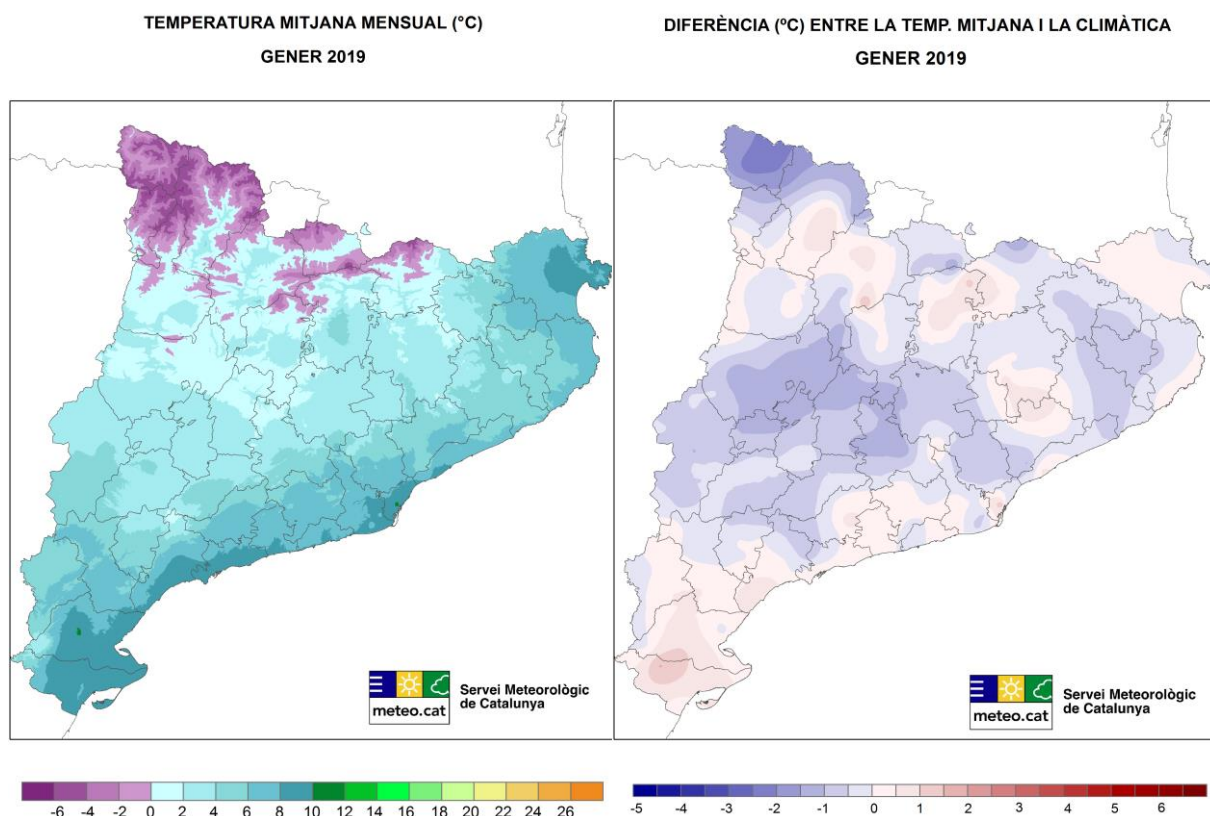 TEMPERATURA MITJANA MENSUAL (°C)
GENER 2019
DIFERÈNCIA (ºC) ENTRE LA TEMP. MITJANA I LA CLIMÀTICA
GENER 2019
meteo.cat
Servei Meteorològic
de Catalunya
meteo.cat
Servei Meteorològic
de Catalunya
-6 -4 -2 0 2 4 6 8 10 12 14 16 18 20 22 24 26
-5 -4 -3 -2 -1 0 1 2 3 4 5 6